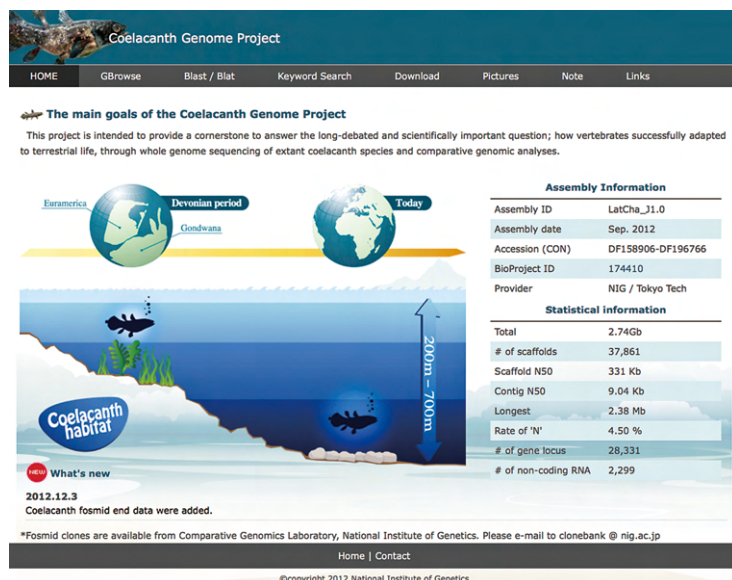 Coelacanth Genome Project
HOME GBrowse Blast / Blat Keyword Search Download Pictures Note Links
The main goals of the Coelacanth Genome Project
This project is intended to provide a cornerstone to answer the long-debated and scientifically important question; how vertebrates successfully adapted
to terrestrial life, through whole genome sequencing of extant coelacanth species and comparative genomic analyses.
Euramerica
Devonian period
Gondwana
Today
200m – 700m
Coelacanth
habitat
Assembly Information
Assembly ID LatCha_J1.0
Assembly date Sep. 2012
Accession (CON) DF158906-DF196766
BioProject ID 174410
Provider NIG / Tokyo Tech
Statistical information
Total 2.74Gb
# of scaffolds 37,861
Scaffold N50 331 Kb
Contig N50 9.04 Kb
Longest 2.38 Mb
Rate of 'N' 4.50 %
# of gene locus 28,331
# of non-coding RNA 2,299
NEW What's new
2012.12.3
Coelacanth fosmid end data were added.
*Fosmid clones are available from Comparative Genomics Laboratory, National Institute of Genetics. Please e-mail to clonebank @ nig.ac.jp
Home | Contact
©copyright 2012 National Institute of Genetics